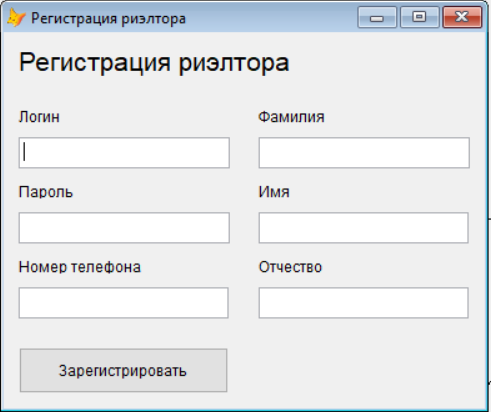 Регистрация риэлтора
Регистрация риэлтора
Логин
Фамилия
Пароль
Имя
Номер телефона
Отчество
Зарегистрировать